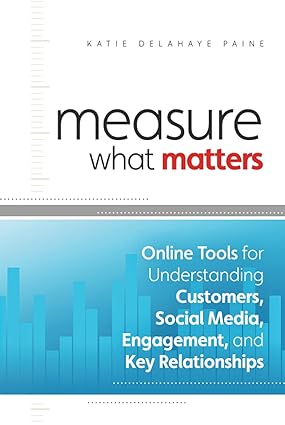 KATIE DELAHAYE PAINE
measure
what matters
Online Tools for
Understanding
Customers,
Social Media,
Engagement, and
Key Relationships